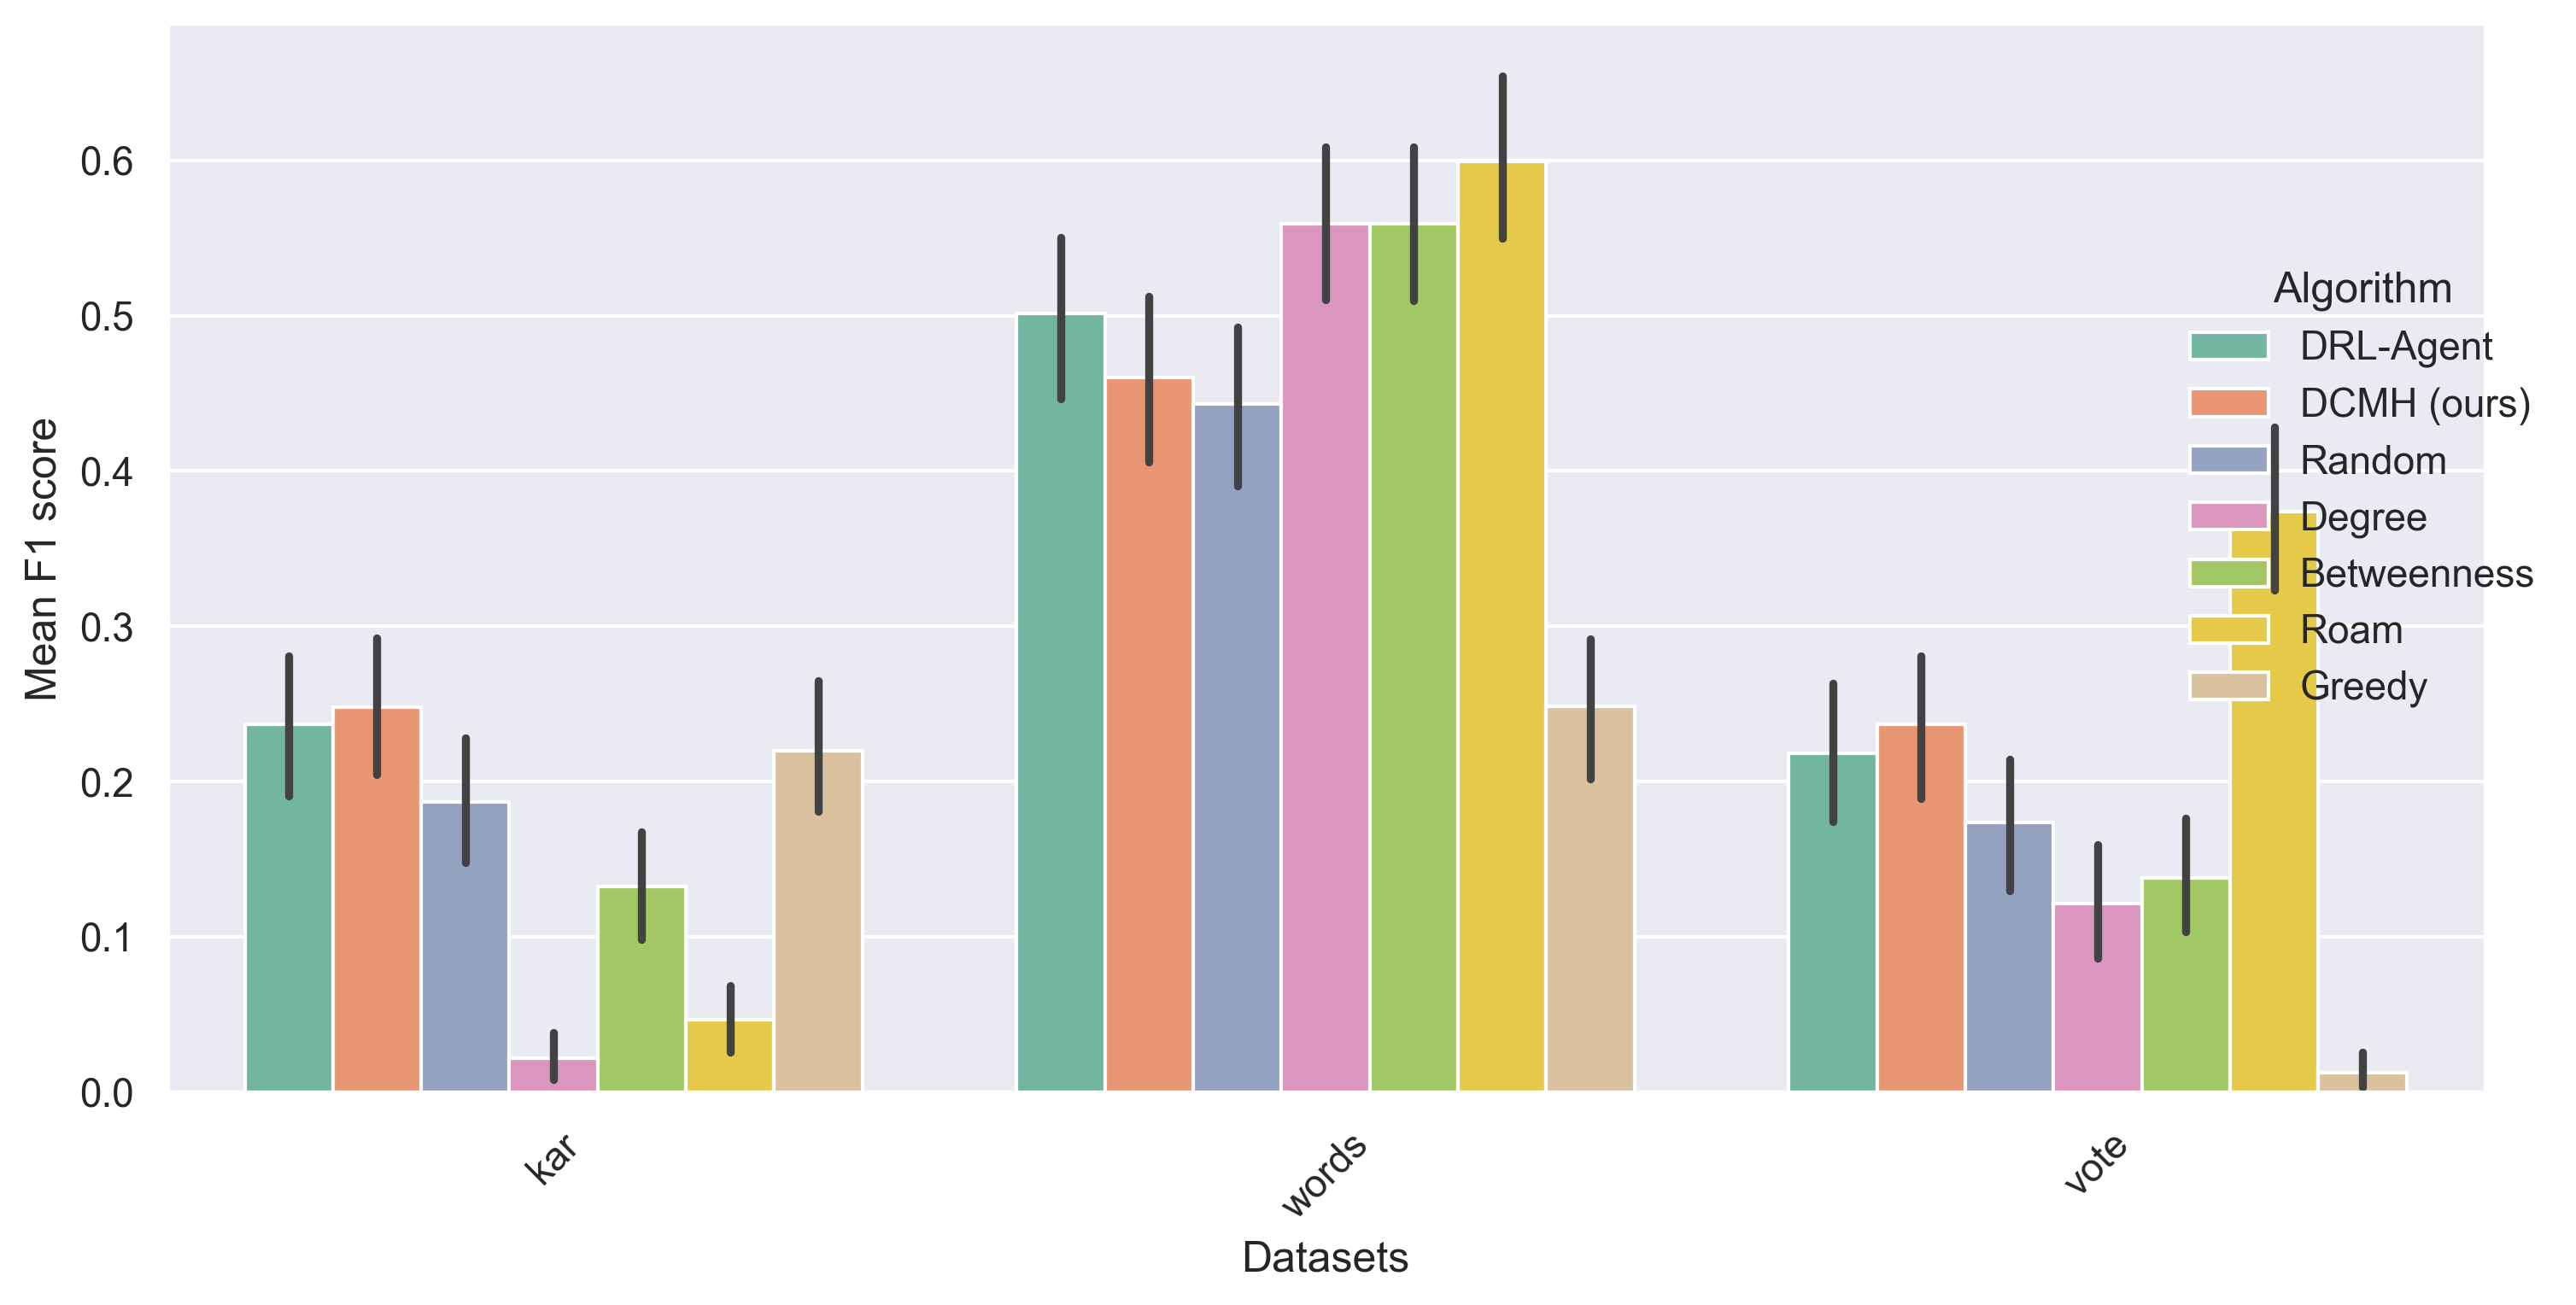 Mean F1 score
0.6
0.5
0.4
0.3
0.2
0.1
0.0
Algorithm
DRL-Agent
DCMH (ours)
Random
Degree
Betweenness
Roam
Greedy
kar
words
vote
Datasets